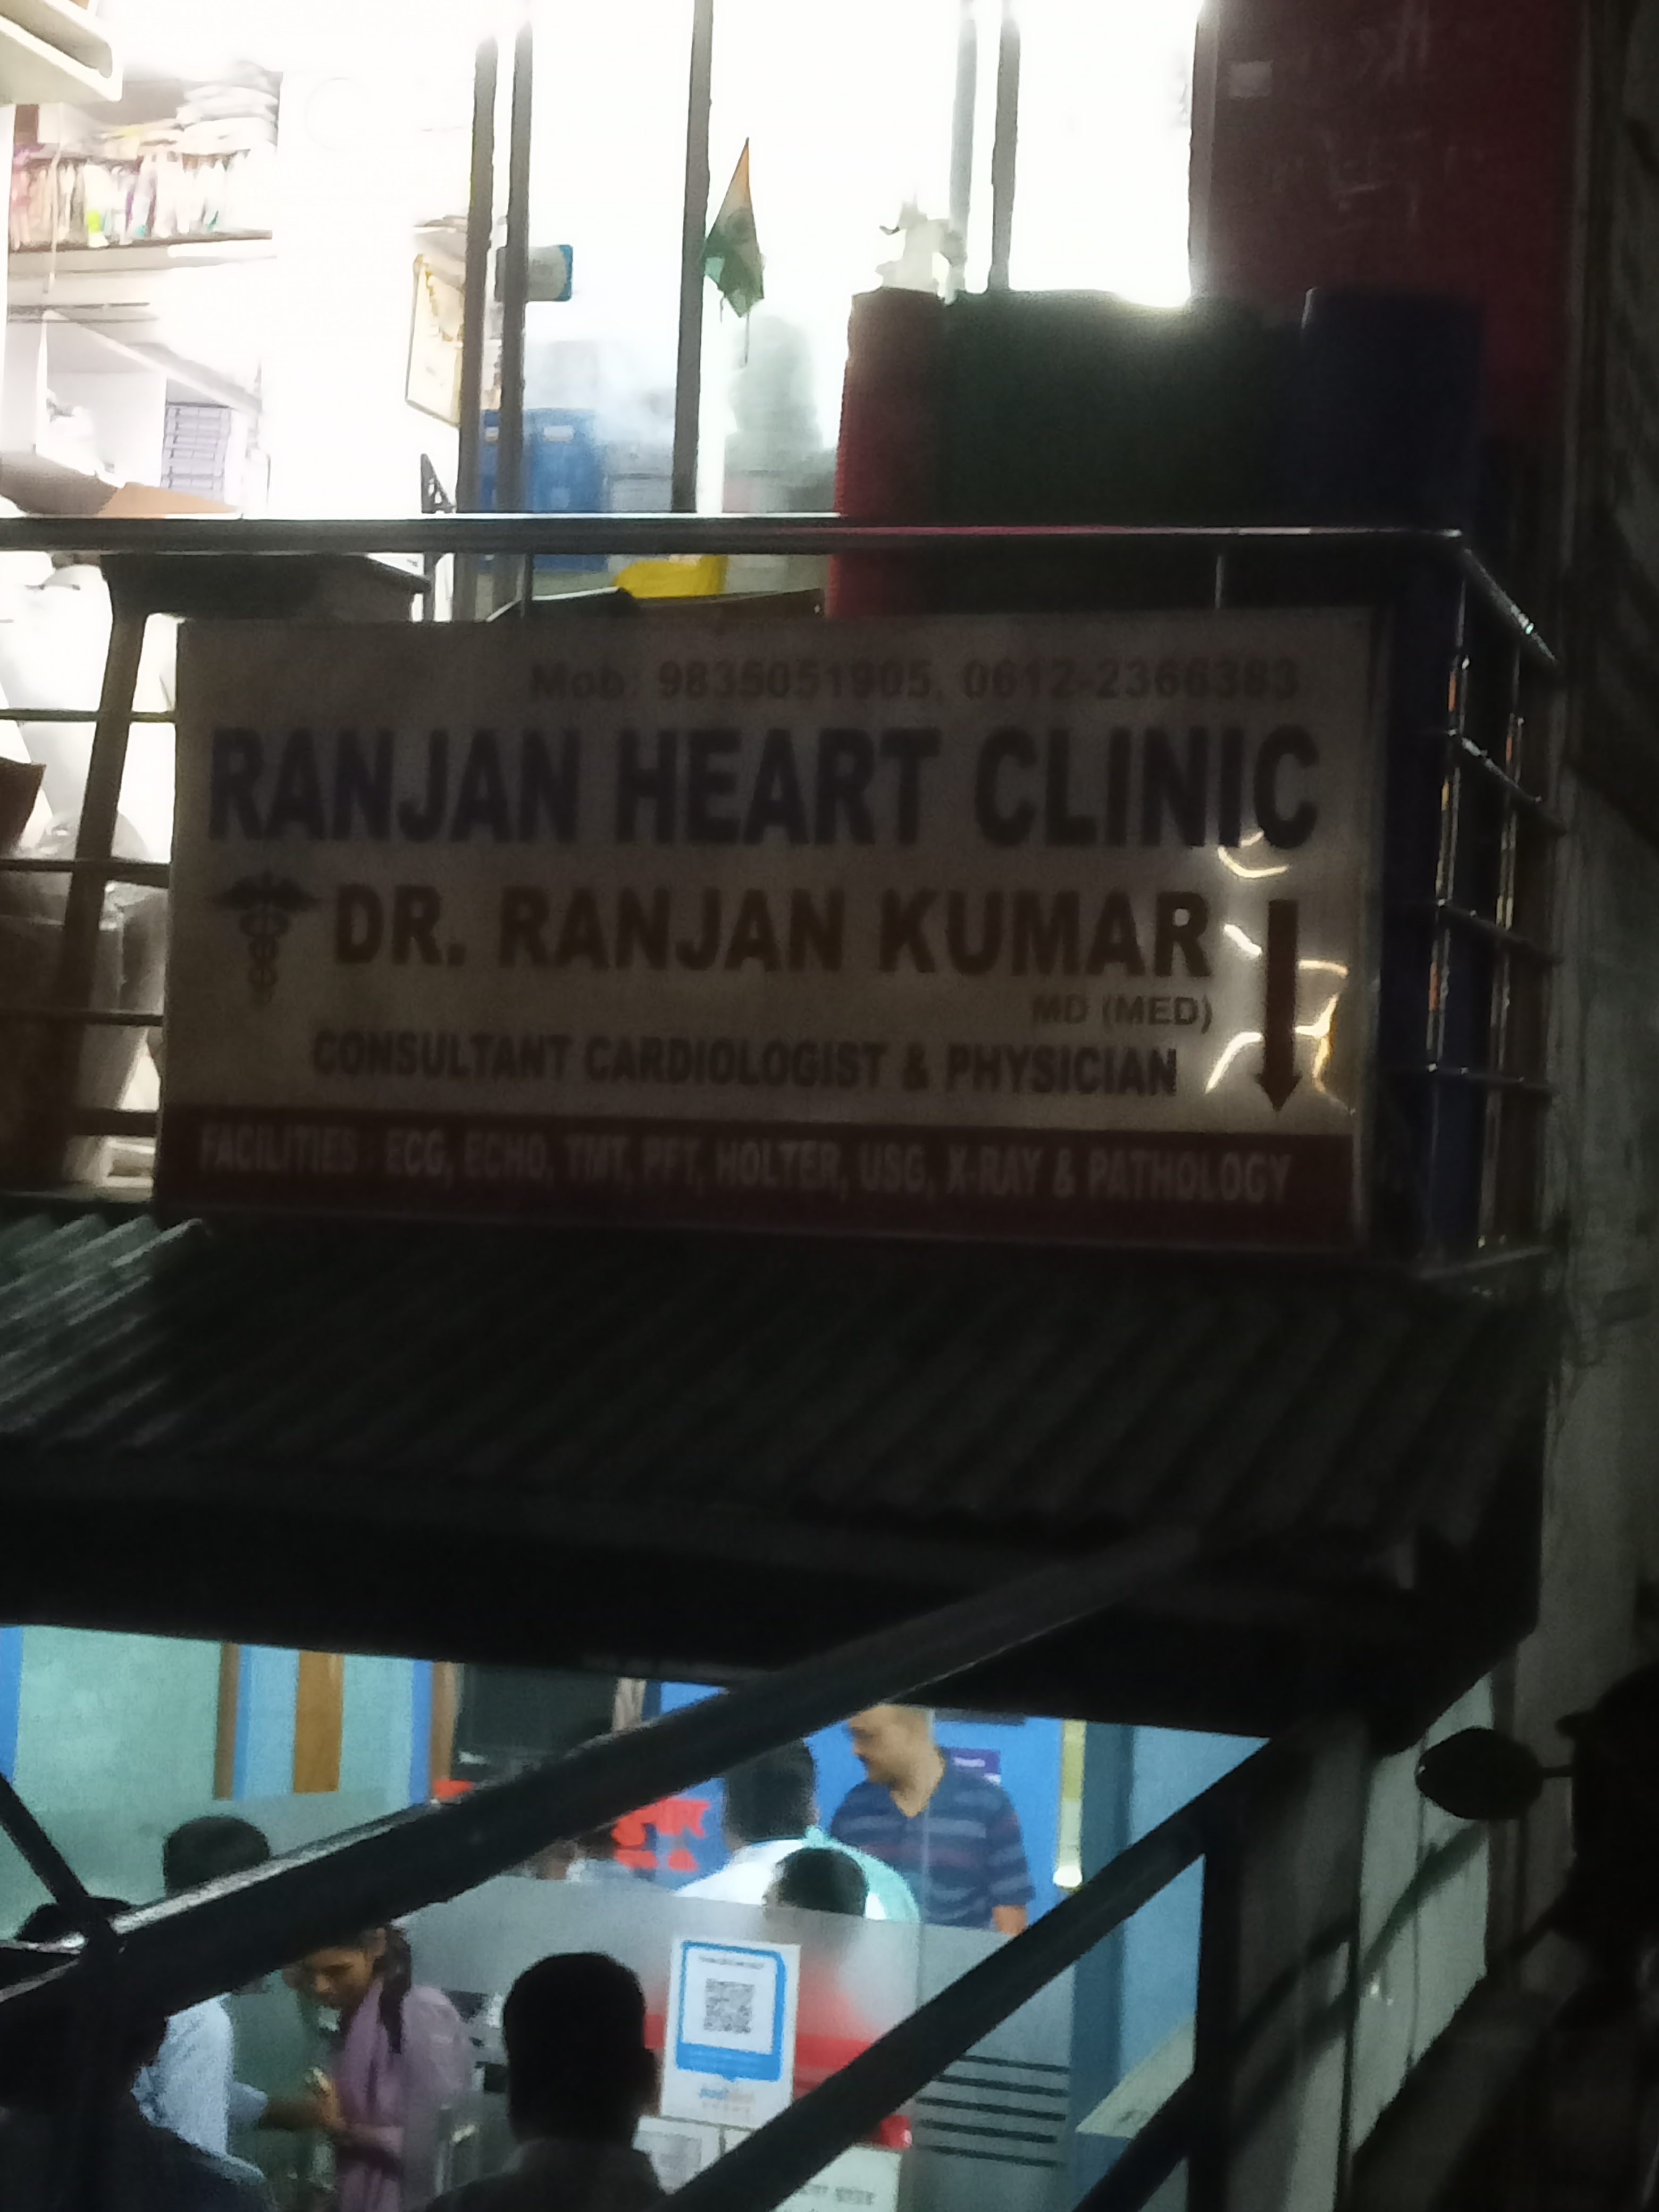 Mob: 9835051905, 0612-2366383
RANJAN HEART CLINIC
DR. RANJAN KUMAR
MD (MED)
CONSULTANT CARDIOLOGIST & PHYSICIAN
FACILITIES : ECG, ECHO, TMT, PFT, HOLTER, USG, X-RAY & PATHOLOGY